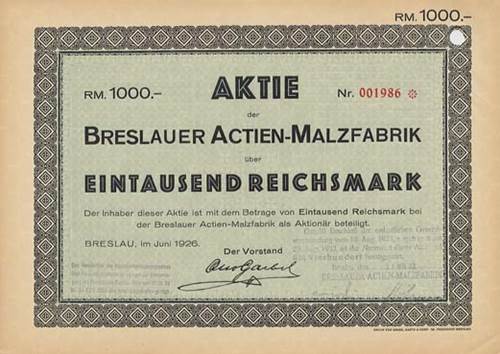 RM. 1000.–
RM. 1000.–
AKTIE
Nr. 001986
der
BRESLAUER ACTIEN-MALZFABRIK
über
EINTAUSEND REICHSMARK
Der Inhaber dieser Aktie ist mit dem Betrage von Eintausend Reichsmark bei
der Breslauer Actien-Malzfabrik als Aktionär beteiligt.
BRESLAU, im Juni 1926.
Der Vorstand
BRESLAUER ACTIEN-MALZFABRIK